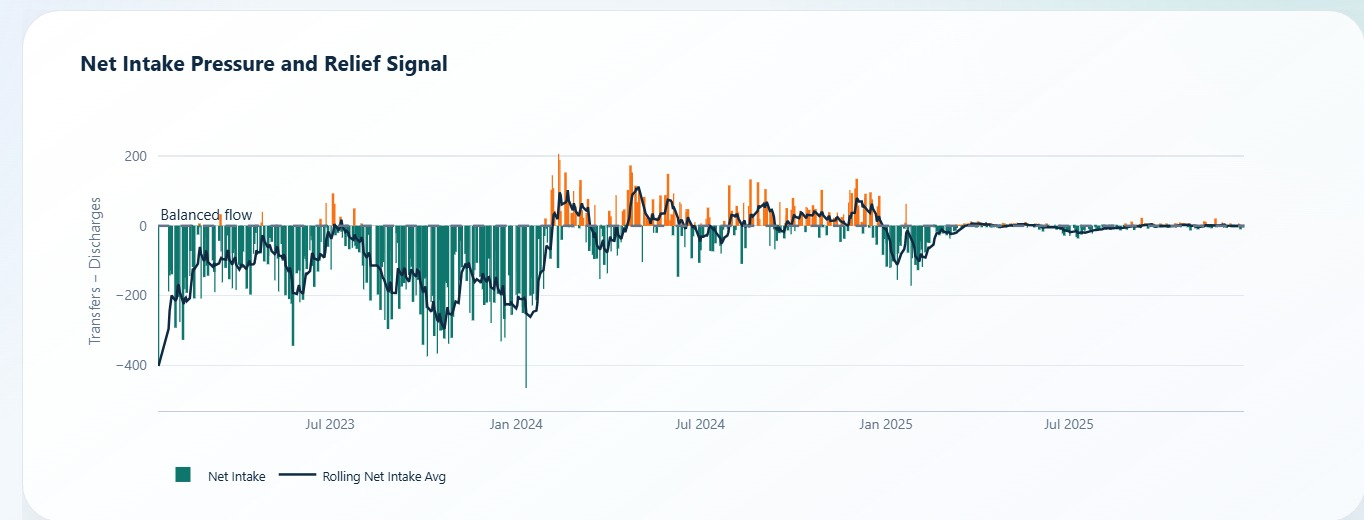 Net Intake Pressure and Relief Signal
Transfers − Discharges
200
0
−200
−400
Balanced flow
Jul 2023
Jan 2024
Jul 2024
Jan 2025
Jul 2025
Net Intake
Rolling Net Intake Avg